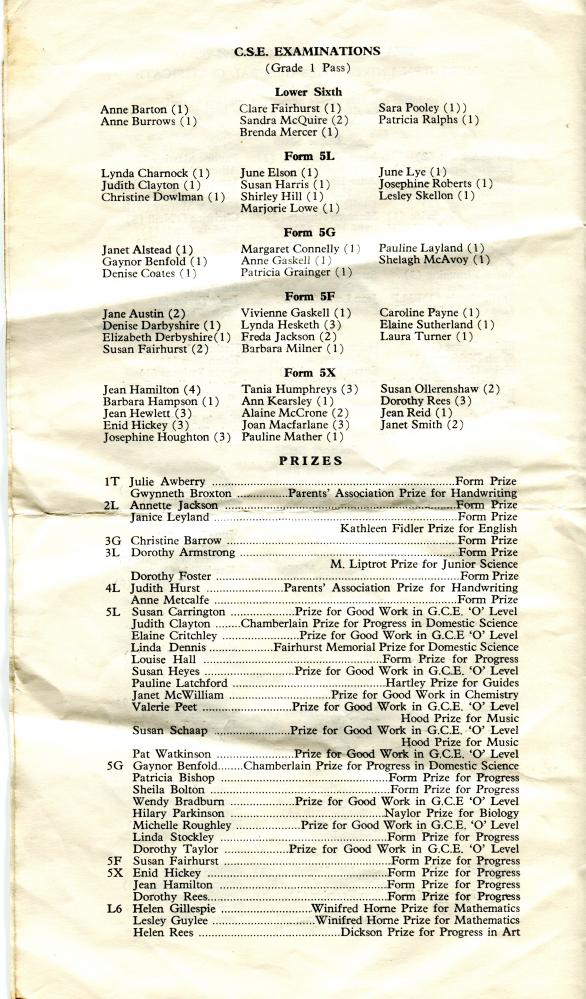 C.S.E. EXAMINATIONS
(Grade 1 Pass)
Lower Sixth
Anne Barton (1) Clare Fairhurst (1) Sara Pooley (1))
Anne Burrows (1) Sandra McQuire (2) Patricia Ralphs (1)
Brenda Mercer (1)
Form 5L
Lynda Charnock (1) June Elson (1) June Lye (1)
Judith Clayton (1) Susan Harris (1) Josephine Roberts (1)
Christine Dowlman (1) Shirley Hill (1) Lesley Skellon (1)
Marjorie Lowe (1)
Form 5G
Janet Alstead (1) Margaret Connelly (1) Pauline Layland (1)
Gaynor Benfold (1) Anne Gaskell (1) Shelagh McAvoy (1)
Denise Coates (1) Patricia Grainger (1)
Form 5F
Jane Austin (2) Vivienne Gaskell (1) Caroline Payne (1)
Denise Darbyshire (1) Lynda Hesketh (3) Elaine Sutherland (1)
Elizabeth Derbyshire(1) Freda Jackson (2) Laura Turner (1)
Susan Fairhurst (2) Barbara Milner (1)
Form 5X
Jean Hamilton (4) Tania Humphreys (3) Susan Ollerenshaw (2)
Barbara Hampson (1) Ann Kearsley (1) Dorothy Rees (3)
Jean Hewlett (3) Alaine McCrone (2) Jean Reid (1)
Enid Hickey (3) Joan Macfarlane (3) Janet Smith (2)
Josephine Houghton (3) Pauline Mather (1)
PRIZES
1T Julie Awberry ........ Form Prize
Gwynneth Broxton ........ Parents' Association Prize for Handwriting
2L Annette Jackson ........ Form Prize
Janice Leyland ........ Form Prize
Kathleen Fidler Prize for English
3G Christine Barrow ........ Form Prize
3L Dorothy Armstrong ........ Form Prize
M. Liptrot Prize for Junior Science
Dorothy Foster ........ Form Prize
4L Judith Hurst ........ Parents' Association Prize for Handwriting
Anne Metcalfe ........ Form Prize
5L Susan Carrington ........ Prize for Good Work in G.C.E. 'O' Level
Judith Clayton ........ Chamberlain Prize for Progress in Domestic Science
Elaine Critchley ........ Prize for Good Work in G.C.E 'O' Level
Linda Dennis ........ Fairhurst Memorial Prize for Domestic Science
Louise Hall ........ Form Prize for Progress
Susan Heyes ........ Prize for Good Work in G.C.E. 'O' Level
Pauline Latchford ........ Hartley Prize for Guides
Janet McWilliam ........ Prize for Good Work in Chemistry
Valerie Peet ........ Prize for Good Work in G.C.E. 'O' Level
Hood Prize for Music
Susan Schaap ........ Prize for Good Work in G.C.E. 'O' Level
Hood Prize for Music
Pat Watkinson ........ Prize for Good Work in G.C.E. 'O' Level
5G Gaynor Benfold ........ Chamberlain Prize for Progress in Domestic Science
Patricia Bishop ........ Form Prize for Progress
Sheila Bolton ........ Form Prize for Progress
Wendy Bradburn ........ Prize for Good Work in G.C.E 'O' Level
Hilary Parkinson ........ Naylor Prize for Biology
Michelle Roughley ........ Prize for Good Work in G.C.E. 'O' Level
Linda Stockley ........ Form Prize for Progress
Dorothy Taylor ........ Prize for Good Work in G.C.E. 'O' Level
5F Susan Fairhurst ........ Form Prize for Progress
5X Enid Hickey ........ Form Prize for Progress
Jean Hamilton ........ Form Prize for Progress
Dorothy Rees ........ Form Prize for Progress
L6 Helen Gillespie ........ Winifred Horne Prize for Mathematics
Lesley Guylee ........ Winifred Horne Prize for Mathematics
Helen Rees ........ Dickson Prize for Progress in Art